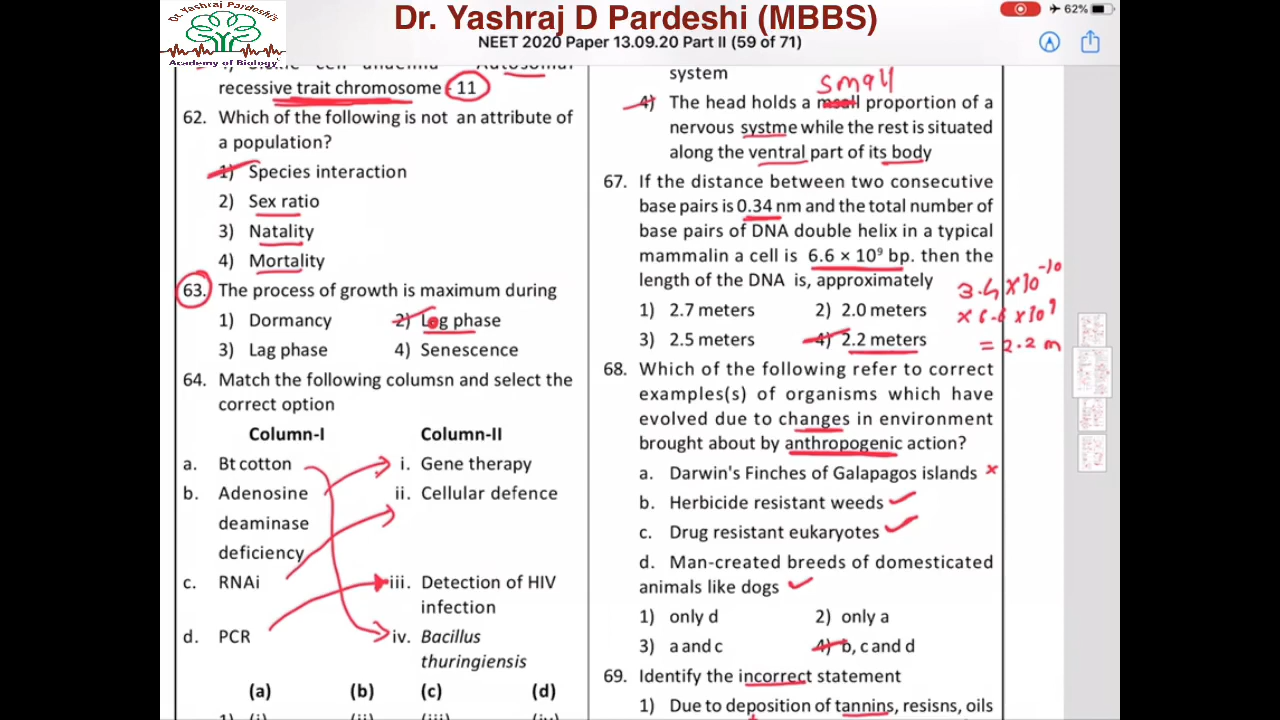 Dr. Yashraj Pardeshi's
Academy of Biology
Dr. Yashraj D Pardeshi (MBBS)
NEET 2020 Paper 13.09.20 Part II (59 of 71)
62%
recessive trait chromosome - 11
62. Which of the following is not an attribute of
a population?
1) Species interaction
2) Sex ratio
3) Natality
4) Mortality
63. The process of growth is maximum during
1) Dormancy 2) Log phase
3) Lag phase 4) Senescence
64. Match the following columsn and select the
correct option
Column-I Column-II
a. Bt cotton i. Gene therapy
b. Adenosine ii. Cellular defence
deaminase
deficiency
c. RNAi iii. Detection of HIV
infection
d. PCR iv. Bacillus
thuringiensis
(a) (b) (c) (d)
system
small
4) The head holds a msall proportion of a
nervous systme while the rest is situated
along the ventral part of its body
67. If the distance between two consecutive
base pairs is 0.34 nm and the total number of
base pairs of DNA double helix in a typical
mammalin a cell is 6.6 × 10⁹ bp. then the
length of the DNA is, approximately
1) 2.7 meters 2) 2.0 meters
3) 2.5 meters 4) 2.2 meters
3.4 × 10⁻¹⁰
× 6.6 × 10⁹
= 2.2 m
68. Which of the following refer to correct
examples(s) of organisms which have
evolved due to changes in environment
brought about by anthropogenic action?
a. Darwin's Finches of Galapagos islands ×
b. Herbicide resistant weeds
c. Drug resistant eukaryotes
d. Man-created breeds of domesticated
animals like dogs
1) only d 2) only a
3) a and c 4) b, c and d
69. Identify the incorrect statement
1) Due to deposition of tannins, resisns, oils